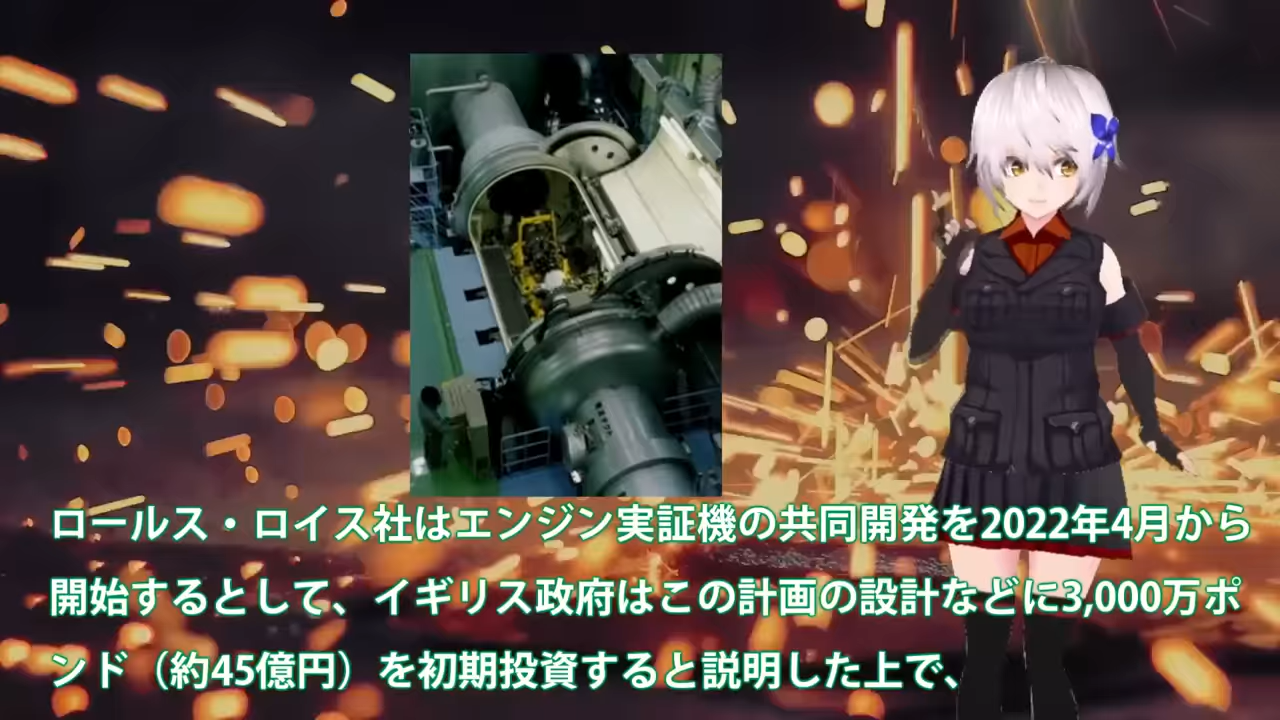 ロールス・ロイス社はエンジン実証機の共同開発を2022年4月から
開始するとして、イギリス政府はこの計画の設計などに3,000万ポ
ンド（約45億円）を初期投資すると説明した上で、